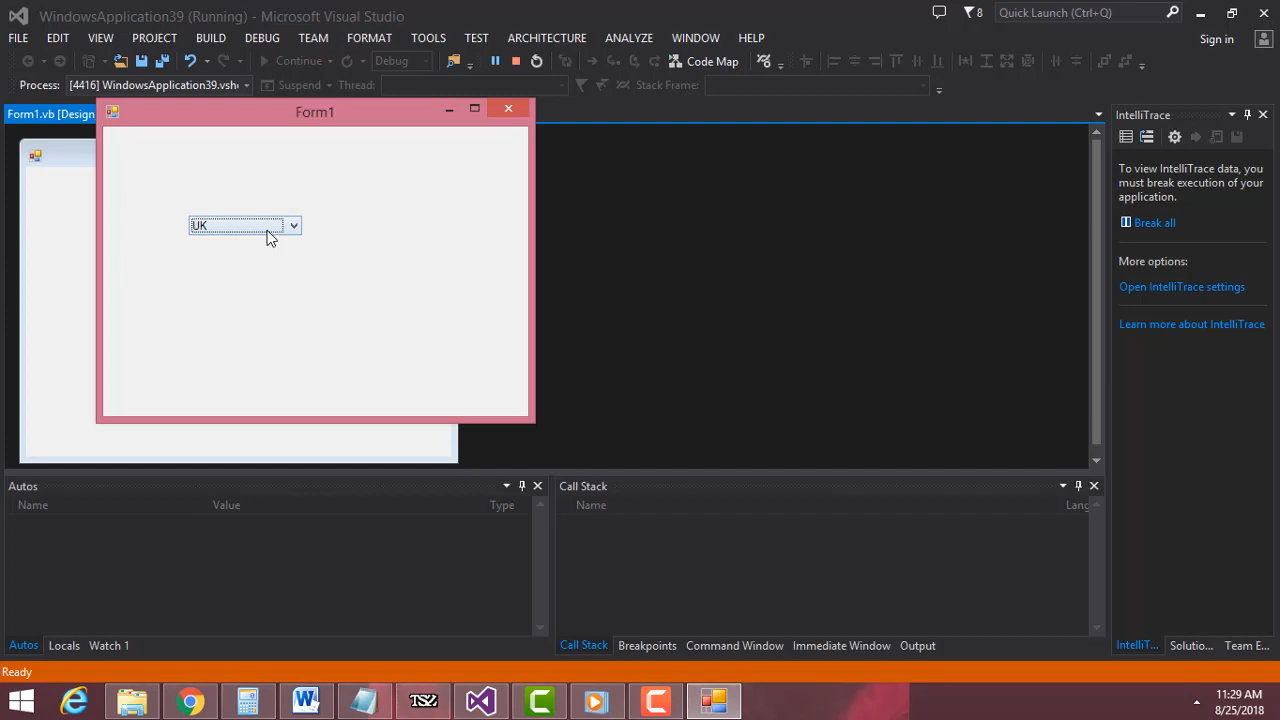 WindowsApplication39 (Running) - Microsoft Visual Studio
8
Quick Launch (Ctrl+Q)
FILE EDIT VIEW PROJECT BUILD DEBUG TEAM FORMAT TOOLS TEST ARCHITECTURE ANALYZE WINDOW HELP
Sign in
Continue Debug Code Map
Process: [4416] WindowsApplication39.vsh Suspend Thread: Stack Frame:
Form1.vb [Design
Form1
UK
IntelliTrace
To view IntelliTrace data, you
must break execution of your
application.
Break all
More options:
Open IntelliTrace settings
Learn more about IntelliTrace
Autos
Name Value Type
Call Stack
Name Lang
Autos Locals Watch 1
Call Stack Breakpoints Command Window Immediate Window Output
IntelliT... Solutio... Team E...
Ready
TSZ
11:29 AM
8/25/2018